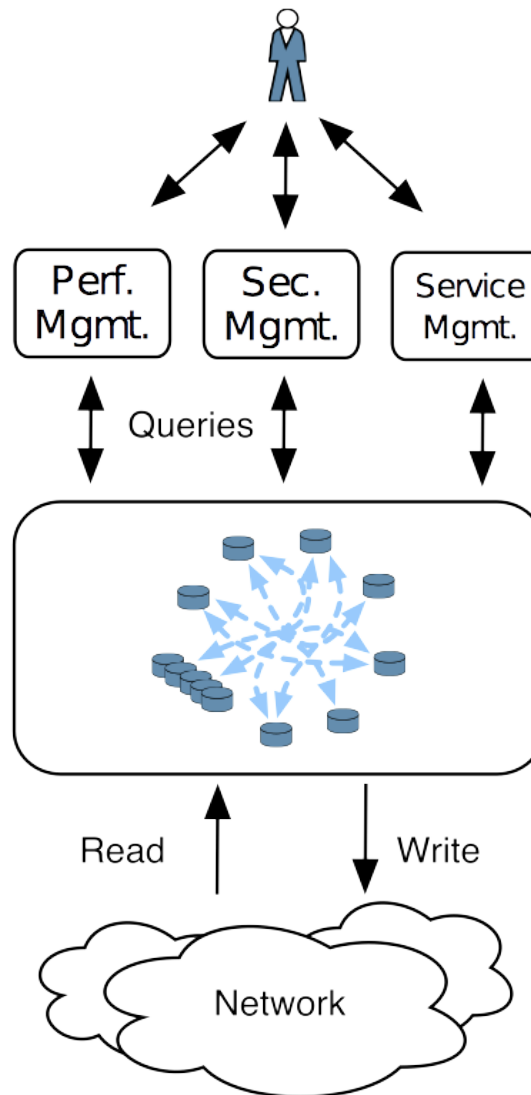 Perf.
Mgmt.
Sec.
Mgmt.
Service
Mgmt.
Queries
Read
Write
Network